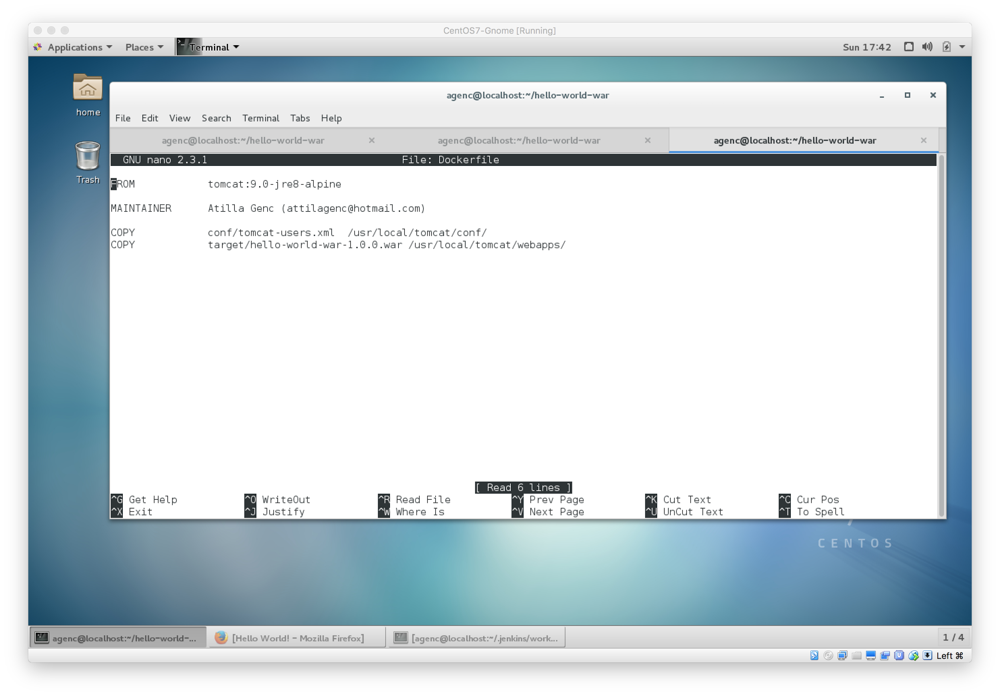 CentOS7-Gnome [Running]
Applications Places Terminal Sun 17:42
home
Trash
agenc@localhost:~/hello-world-war
File Edit View Search Terminal Tabs Help
agenc@localhost:~/hello-world-war agenc@localhost:~/hello-world-war agenc@localhost:~/hello-world-war
GNU nano 2.3.1 File: Dockerfile
FROM tomcat:9.0-jre8-alpine
MAINTAINER Atilla Genc (attilagenc@hotmail.com)
COPY conf/tomcat-users.xml /usr/local/tomcat/conf/
COPY target/hello-world-war-1.0.0.war /usr/local/tomcat/webapps/
[ Read 6 lines ]
^G Get Help ^O WriteOut ^R Read File ^Y Prev Page ^K Cut Text ^C Cur Pos
^X Exit ^J Justify ^W Where Is ^V Next Page ^U UnCut Text ^T To Spell
CENTOS
agenc@localhost:~/hello-world-... [Hello World! - Mozilla Firefox] [agenc@localhost:~/.jenkins/work... 1 / 4
Left ⌘